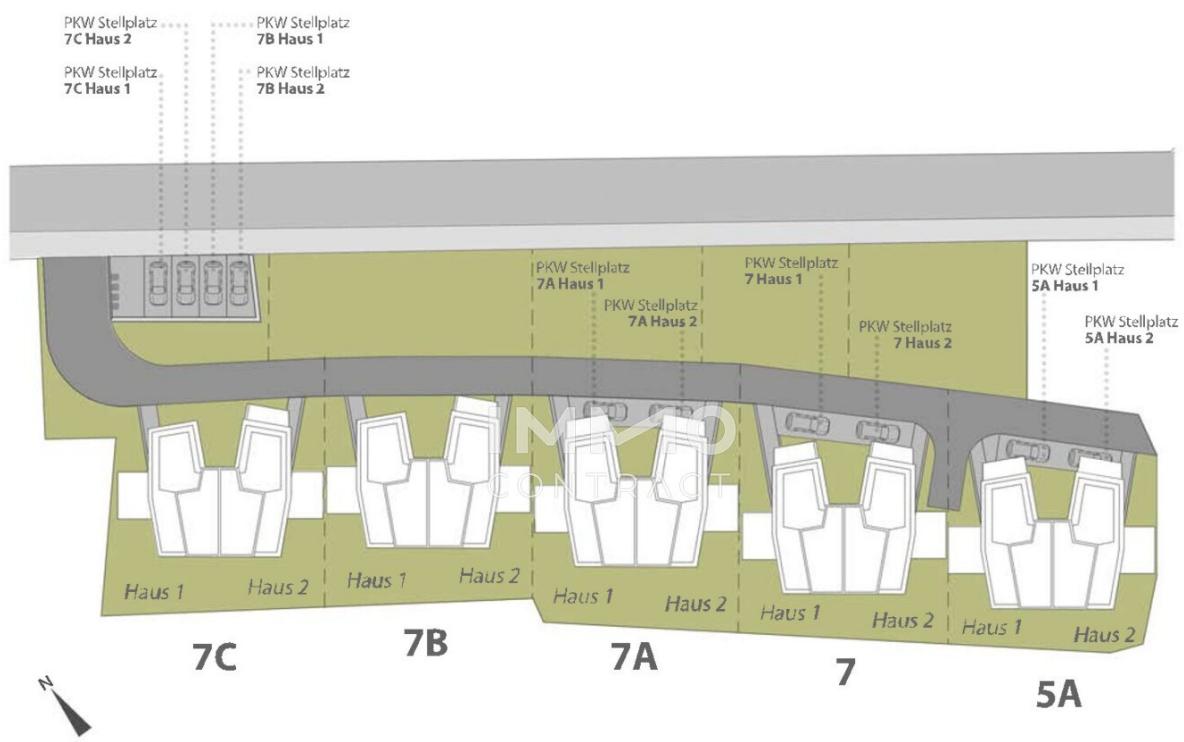 PKW Stellplatz
7C Haus 2
PKW Stellplatz
7B Haus 1
PKW Stellplatz
7C Haus 1
PKW Stellplatz
7B Haus 2
PKW Stellplatz
7A Haus 1
PKW Stellplatz
7A Haus 2
PKW Stellplatz
7 Haus 1
PKW Stellplatz
7 Haus 2
PKW Stellplatz
5A Haus 1
PKW Stellplatz
5A Haus 2
IMMO
CONTRACT
Haus 1
Haus 2
Haus 1
Haus 2
Haus 1
Haus 2
Haus 1
Haus 2
Haus 1
Haus 2
7C
7B
7A
7
5A
N